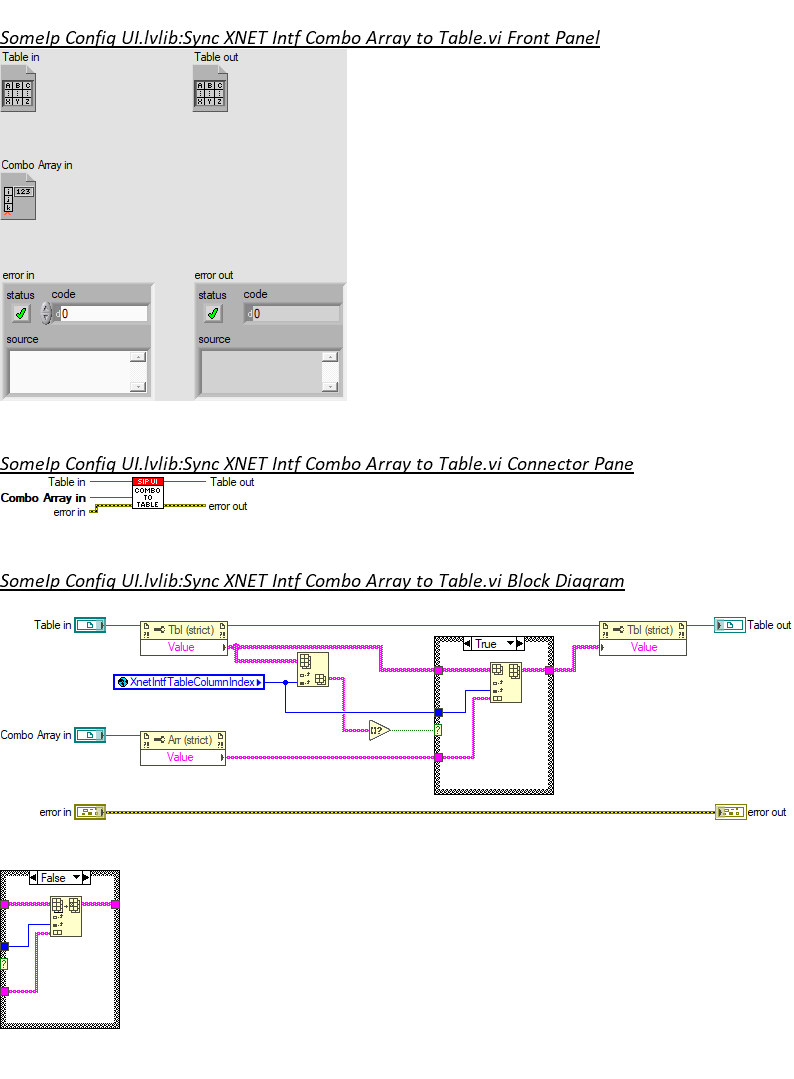 SomeIp Config UI.lvlib:Sync XNET Intf Combo Array to Table.vi Front Panel
Table in Table out
A B C A B C
X Y Z X Y Z
Combo Array in
i 123
j
k
error in error out
status code status code
d 0 d 0
source source
SomeIp Config UI.lvlib:Sync XNET Intf Combo Array to Table.vi Connector Pane
Table in SIP UI Table out
Combo Array in COMBO
TO
error in TABLE error out
SomeIp Config UI.lvlib:Sync XNET Intf Combo Array to Table.vi Block Diagram
Table in Tbl (strict) Tbl (strict) Table out
Value True Value
XnetIntfTableColumnIndex
Combo Array in Arr (strict) ?
Value
error in error out
False
?